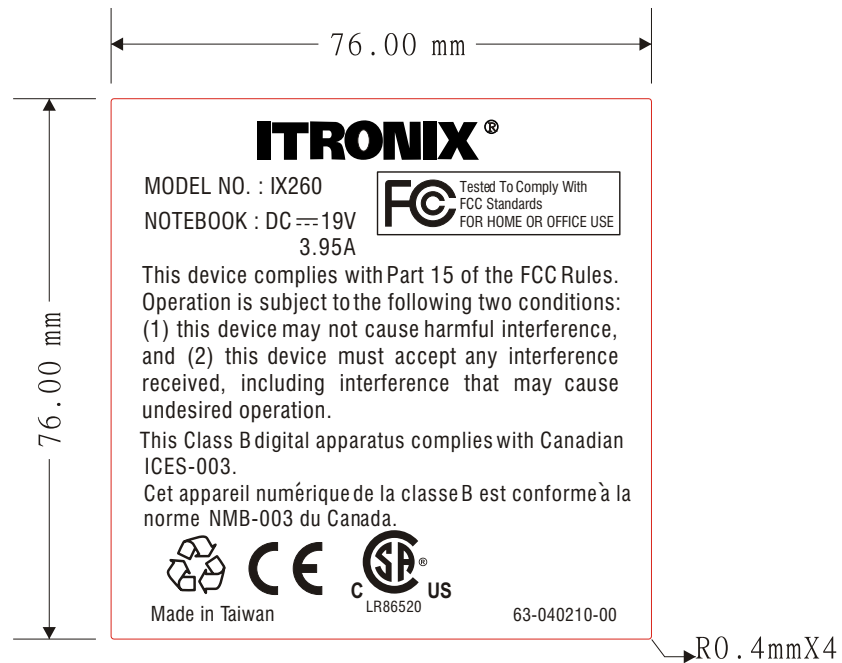 76.00 mm
76.00 mm
ITRONIX®
MODEL NO. : IX260
NOTEBOOK : DC ⎓ 19V
3.95A
FC Tested To Comply With
FCC Standards
FOR HOME OR OFFICE USE
This device complies with Part 15 of the FCC Rules.
Operation is subject to the following two conditions:
(1) this device may not cause harmful interference,
and (2) this device must accept any interference
received, including interference that may cause
undesired operation.
This Class B digital apparatus complies with Canadian
ICES-003.
Cet appareil numérique de la classe B est conforme à la
norme NMB-003 du Canada.
CE
C SA ® US
LR86520
Made in Taiwan
63-040210-00
R0.4mmX4